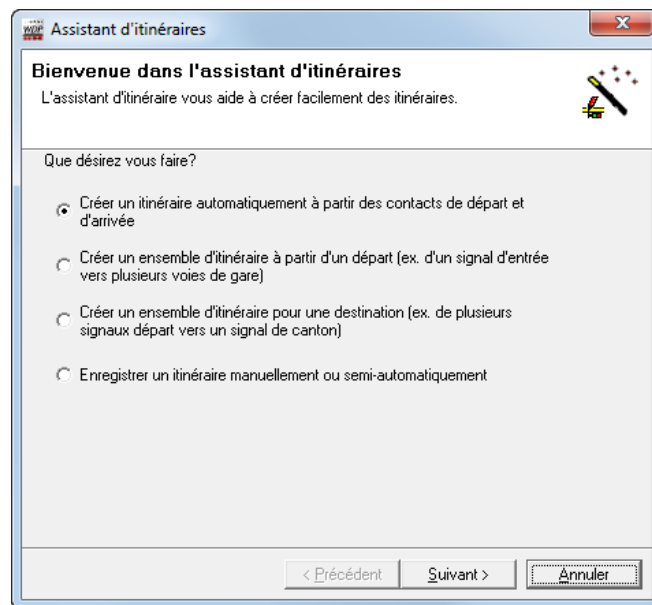 WDP Assistant d'itinéraires
Bienvenue dans l'assistant d'itinéraires
L'assistant d'itinéraire vous aide à créer facilement des itinéraires.
Que désirez vous faire?
Créer un itinéraire automatiquement à partir des contacts de départ et
d'arrivée
Créer un ensemble d'itinéraire à partir d'un départ (ex. d'un signal d'entrée
vers plusieurs voies de gare)
Créer un ensemble d'itinéraire pour une destination (ex. de plusieurs
signaux départ vers un signal de canton)
Enregistrer un itinéraire manuellement ou semi-automatiquement
< Précédent Suivant > Annuler